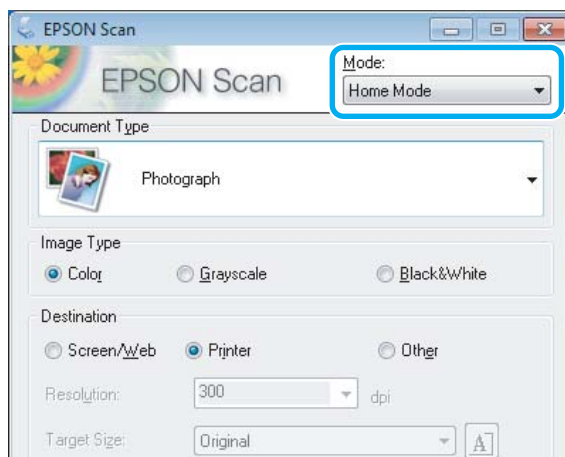 EPSON Scan
EPSON Scan
Mode:
Home Mode
Document Type
Photograph
Image Type
Color
Grayscale
Black&White
Destination
Screen/Web
Printer
Other
Resolution:
300
dpi
Target Size:
Original
A